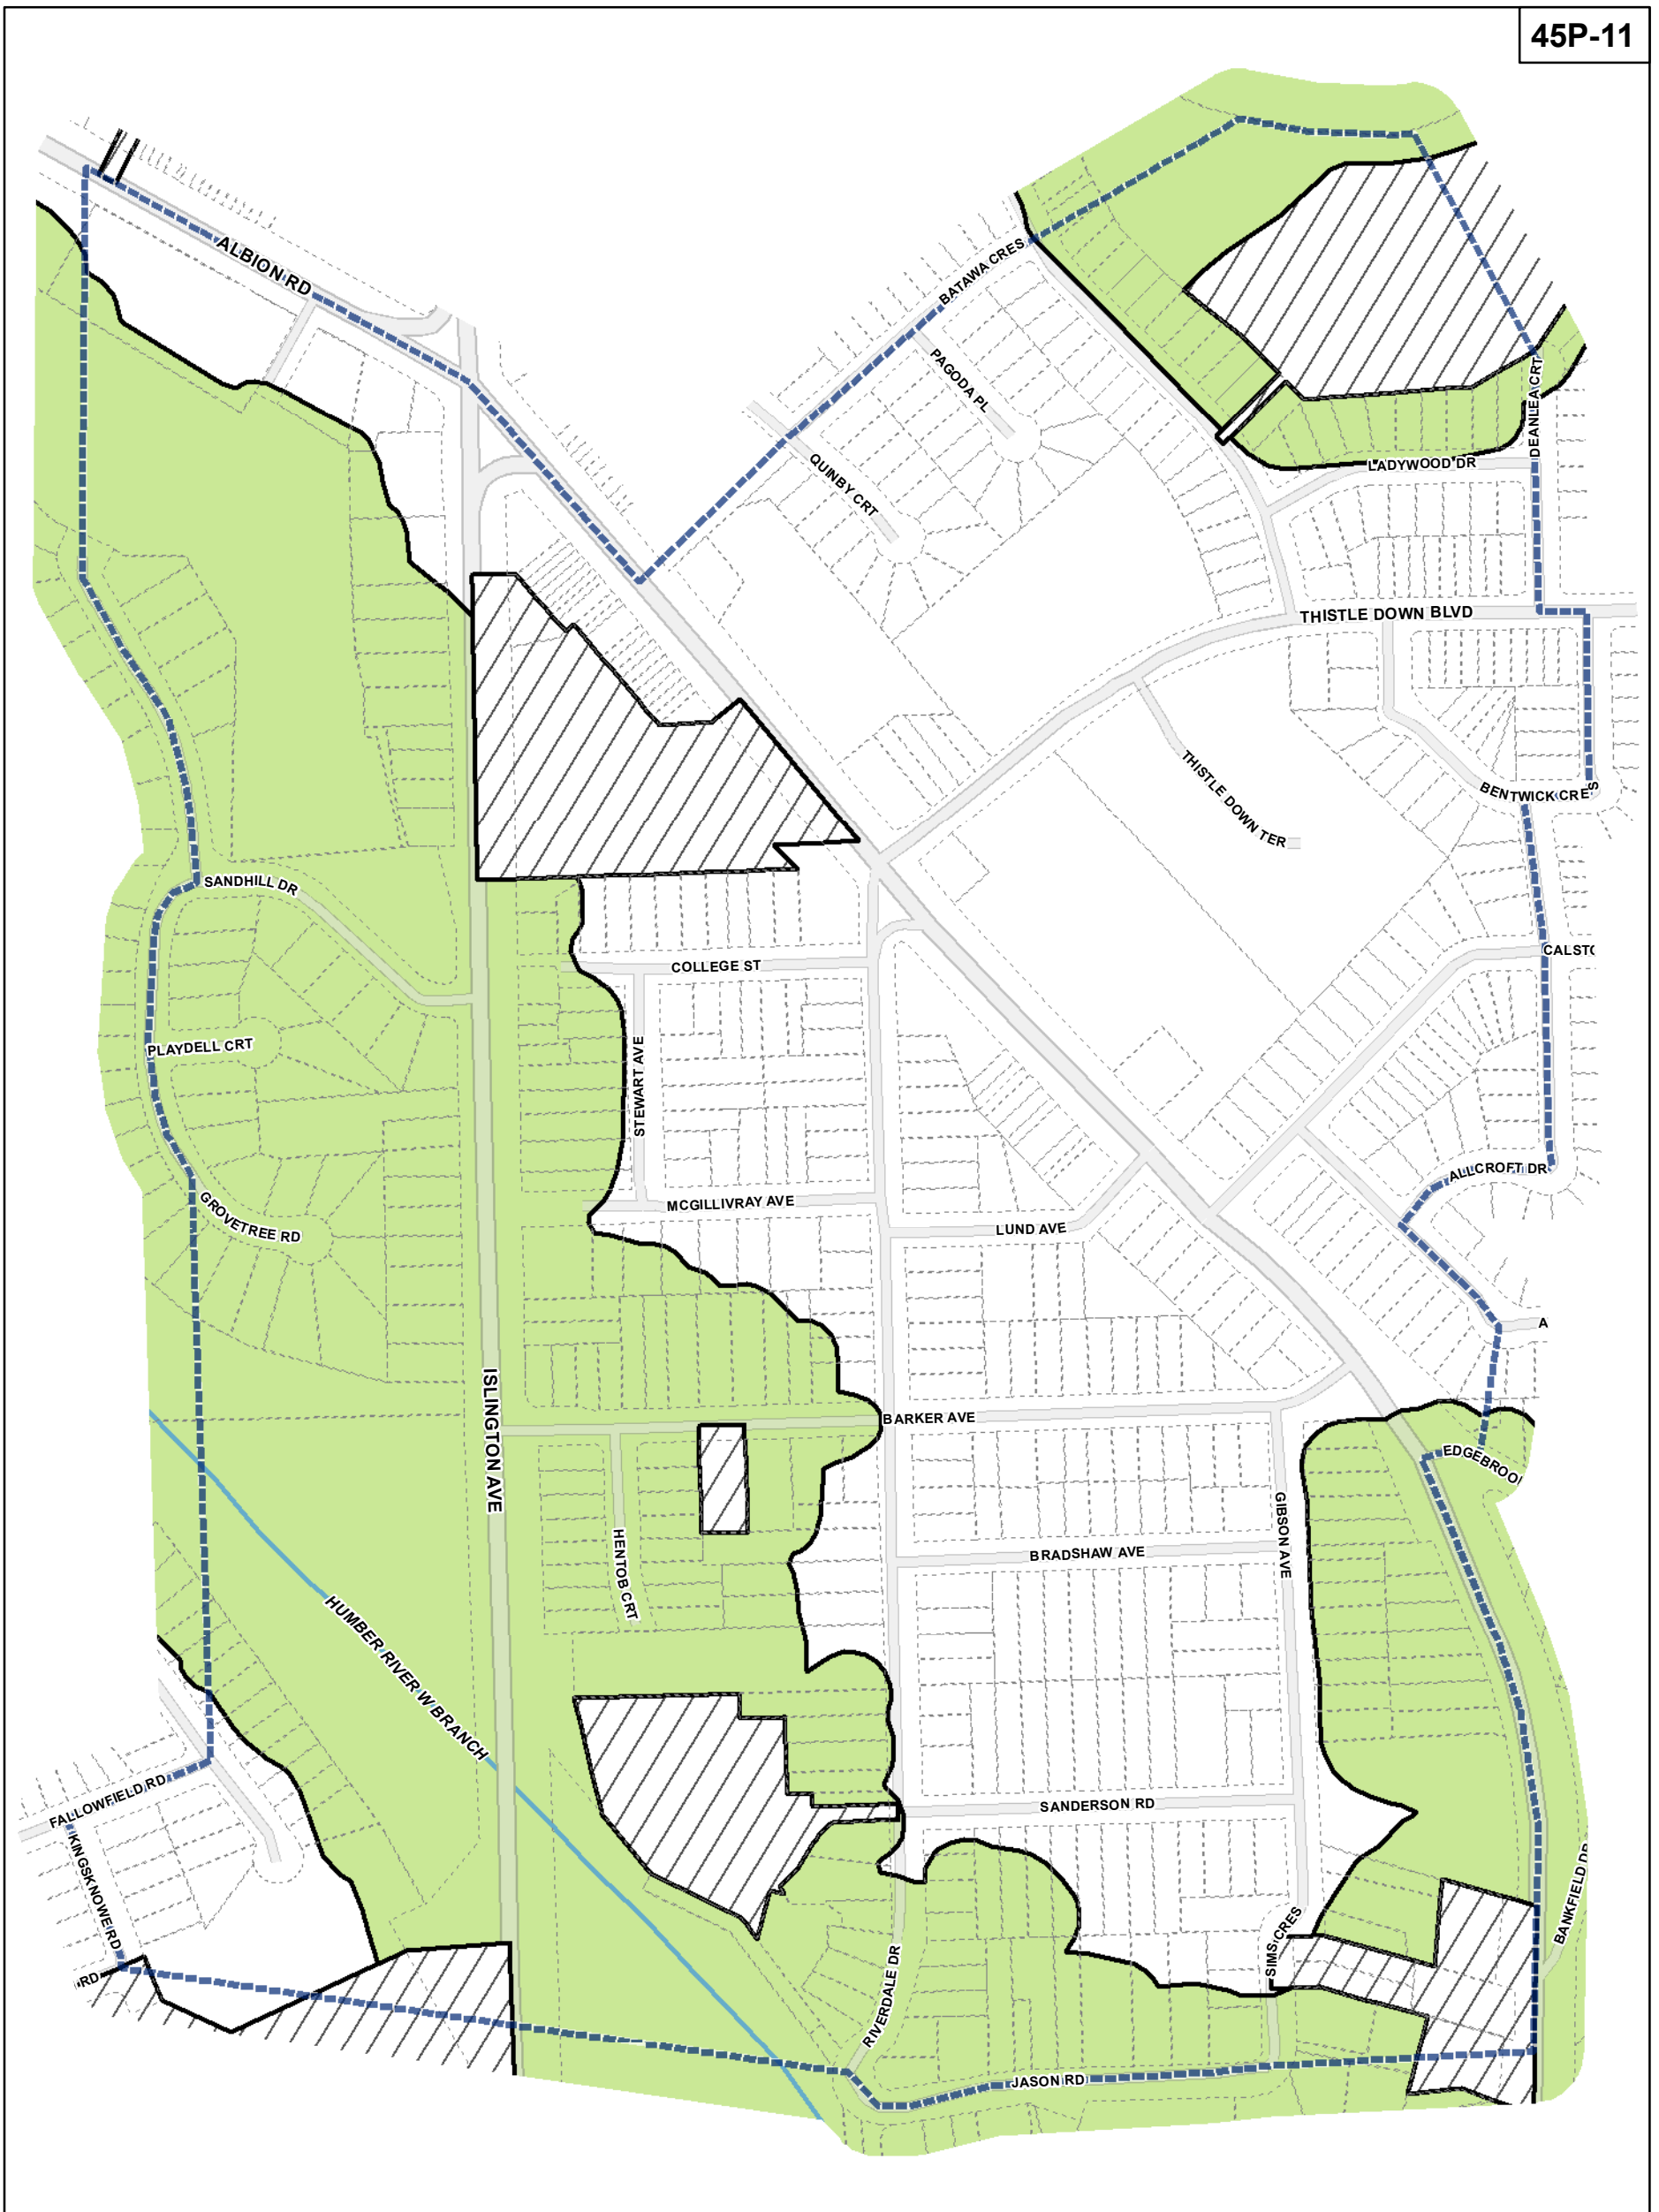 45P-11
ALBION RD
BATAWA CRES
PAGODA PL
QUINBY CRT
DEANLEA CRT
LADYWOOD DR
THISTLE DOWN BLVD
THISTLE DOWN TER
BENTWICK CRES
SANDHILL DR
COLLEGE ST
CALSTO
PLAYDELL CRT
STEWART AVE
ALLCROFT DR
GROVETREE RD
MCGILLIVRAY AVE
LUND AVE
A
ISLINGTON AVE
BARKER AVE
EDGEBROO
GIBSON AVE
HENTOB CRT
BRADSHAW AVE
HUMBER RIVER W BRANCH
FALLOWFIELD RD
SANDERSON RD
KINGSKNOWE RD
BANKFIELD DR
SIMS CRES
RD
RIVERDALE DR
JASON RD